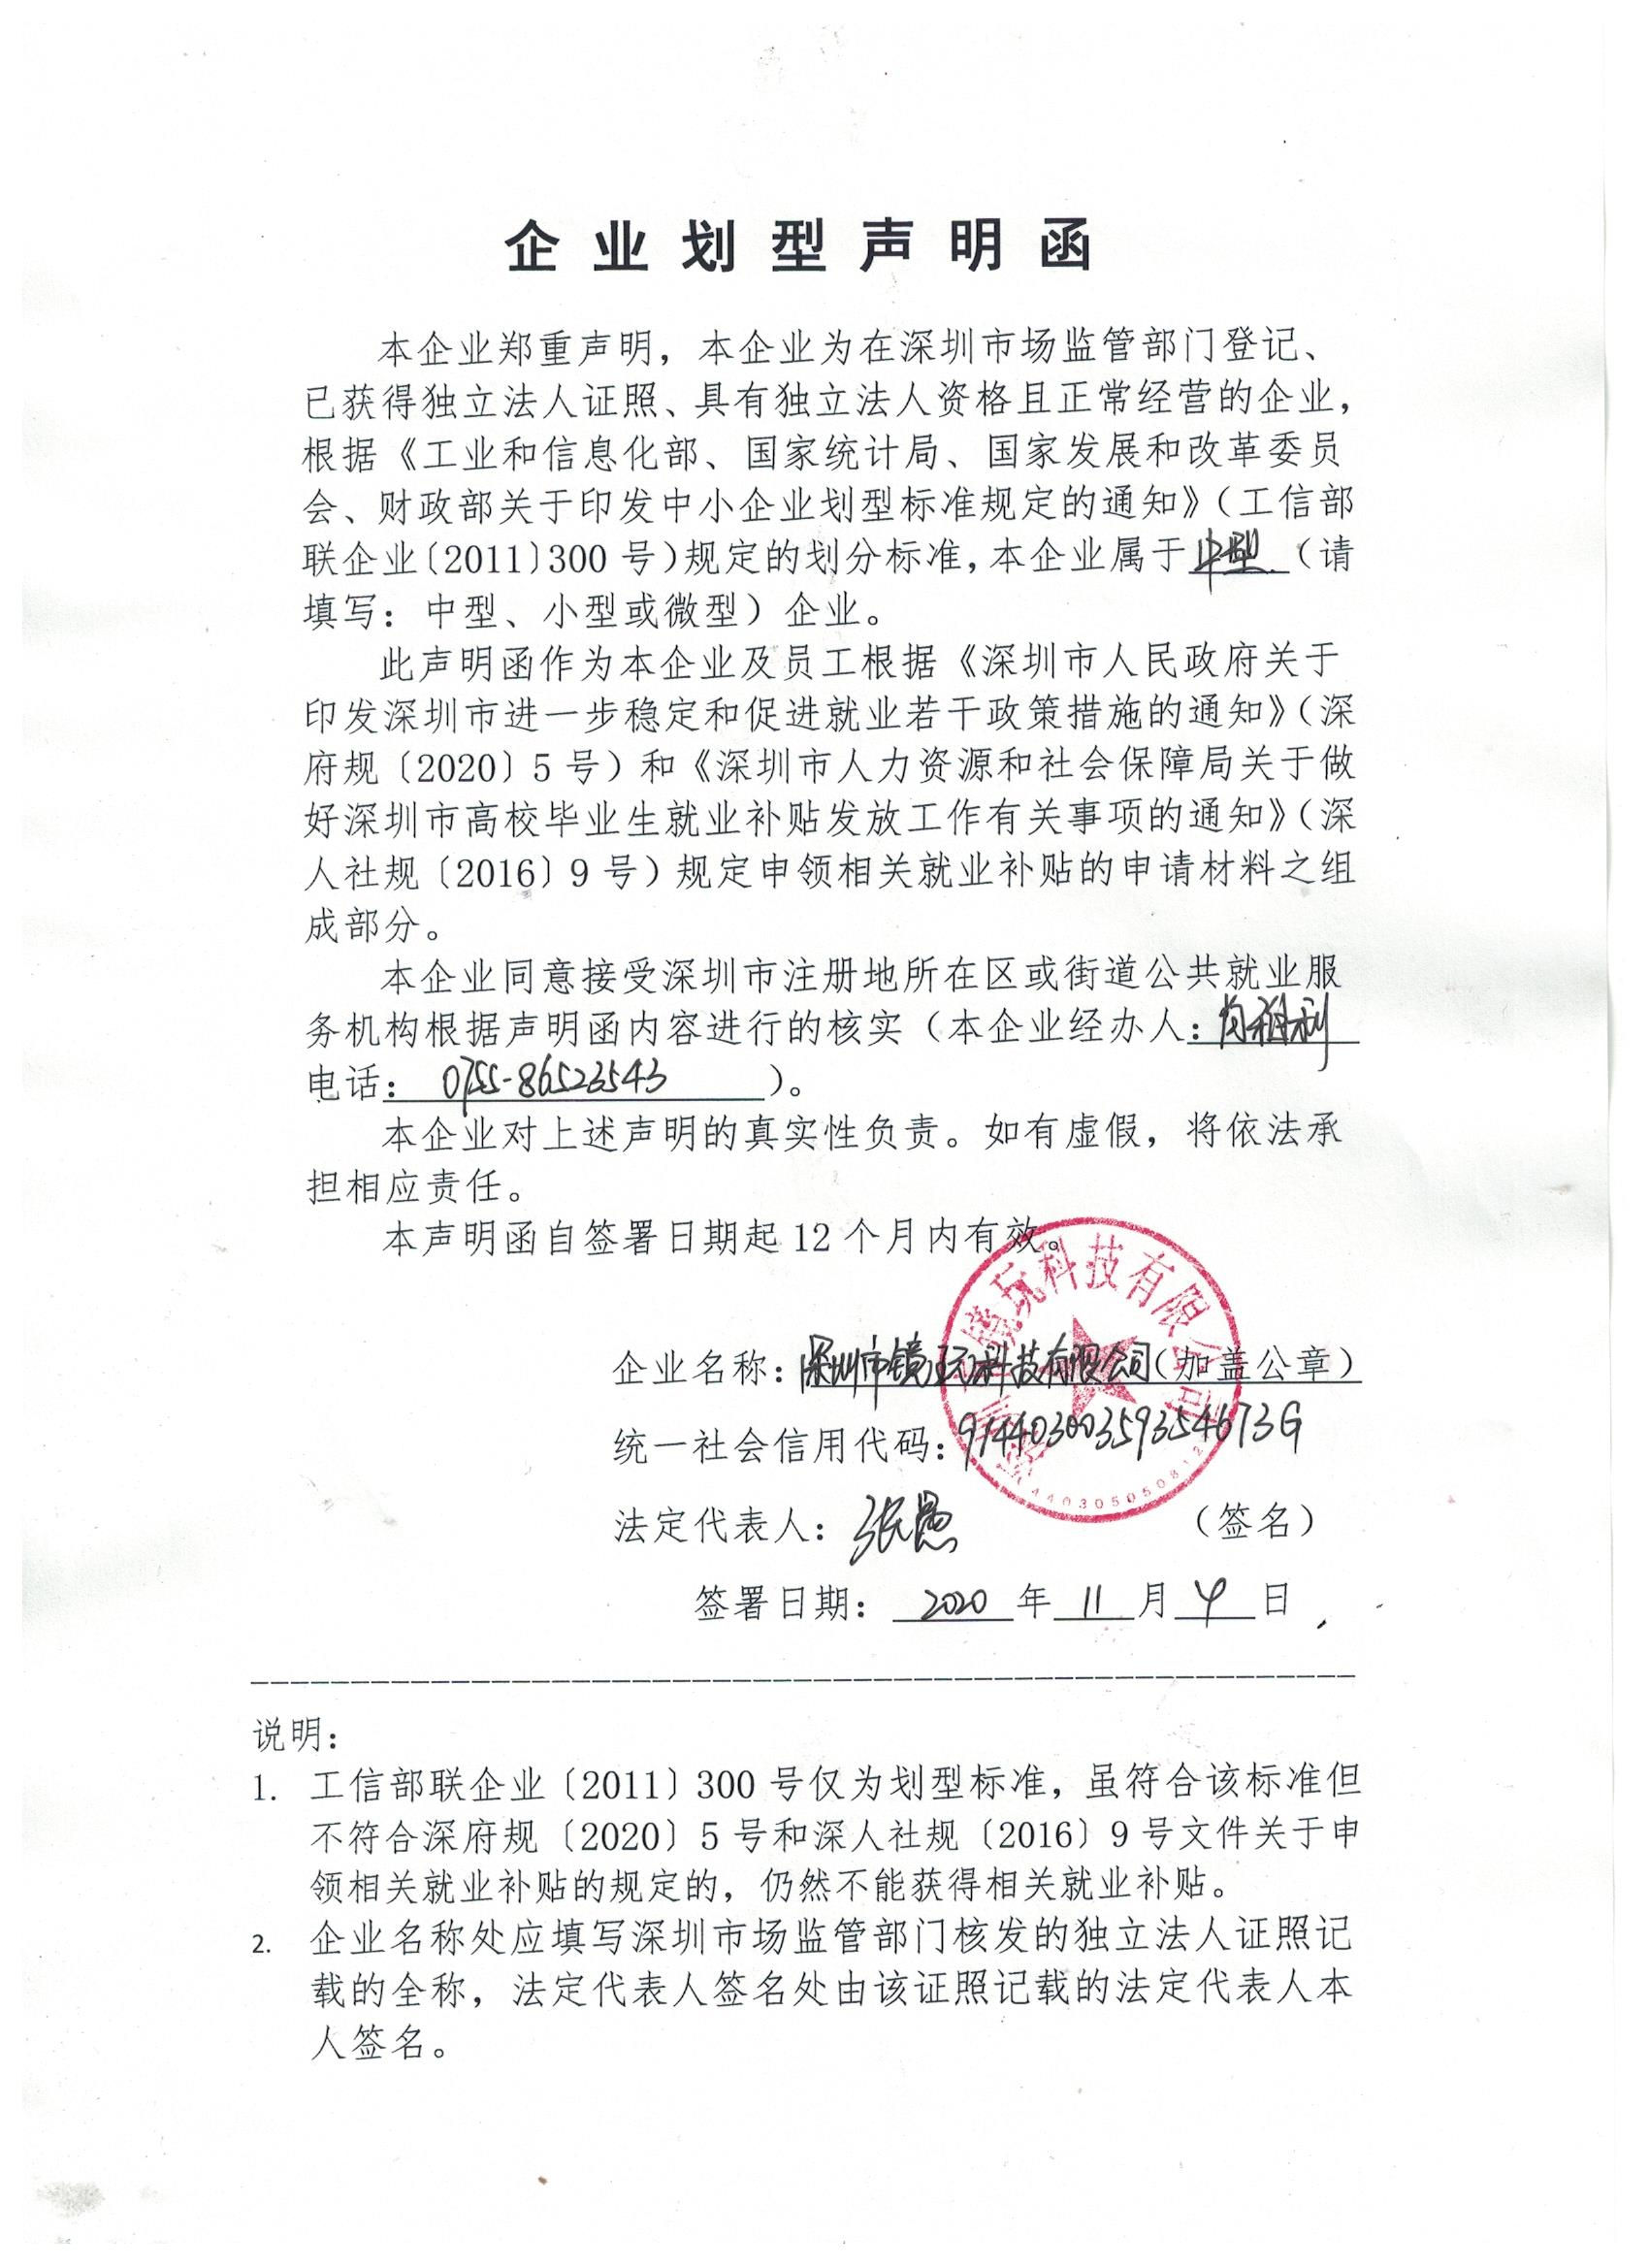 企业划型声明函
本企业郑重声明，本企业为在深圳市场监管部门登记、
已获得独立法人证照、具有独立法人资格且正常经营的企业，
根据《工业和信息化部、国家统计局、国家发展和改革委员
会、财政部关于印发中小企业划型标准规定的通知》（工信部
联企业〔2011〕300 号）规定的划分标准，本企业属于中型（请
填写：中型、小型或微型）企业。
此声明函作为本企业及员工根据《深圳市人民政府关于
印发深圳市进一步稳定和促进就业若干政策措施的通知》（深
府规〔2020〕5 号）和《深圳市人力资源和社会保障局关于做
好深圳市高校毕业生就业补贴发放工作有关事项的通知》（深
人社规〔2016〕9 号）规定申领相关就业补贴的申请材料之组
成部分。
本企业同意接受深圳市注册地所在区或街道公共就业服
务机构根据声明函内容进行的核实（本企业经办人：
电话：0755-86523543）。
本企业对上述声明的真实性负责。如有虚假，将依法承
担相应责任。
本声明函自签署日期起 12 个月内有效。
企业名称：深圳市镜玩科技有限公司（加盖公章）
统一社会信用代码：91440300359354673G
法定代表人：张（签名）
签署日期：2020 年 11 月 4 日
深圳市镜玩科技有限公司
说明：
1. 工信部联企业〔2011〕300 号仅为划型标准，虽符合该标准但
不符合深府规〔2020〕5 号和深人社规〔2016〕9 号文件关于申
领相关就业补贴的规定的，仍然不能获得相关就业补贴。
2. 企业名称处应填写深圳市场监管部门核发的独立法人证照记
载的全称，法定代表人签名处由该证照记载的法定代表人本
人签名。